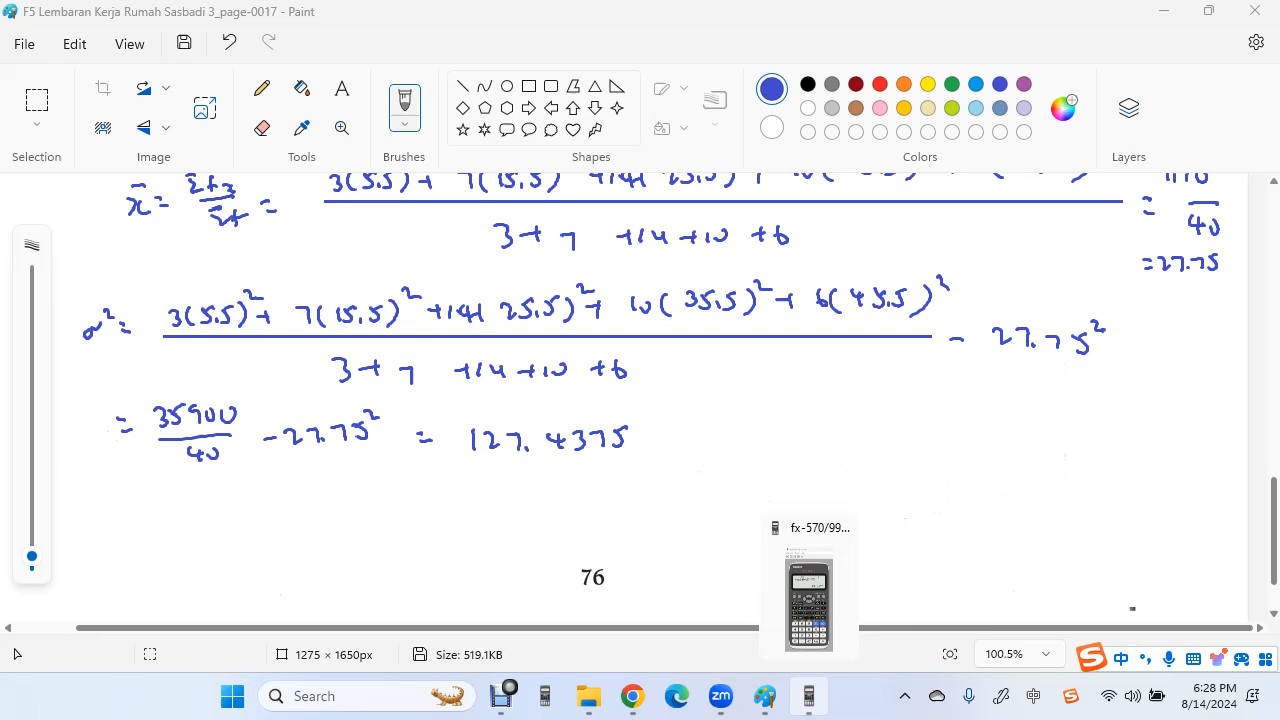 F5 Lembaran Kerja Rumah Sasbadi 3_page-0017 - Paint
File Edit View
Selection Image Tools Brushes Shapes Colors Layers
x̄ = Σfx/Σf = 3(5.5)+ 7(15.5) +14( 25.5)+ 10(
3+ 7 +14 +10 +6
= 1110/40
=27.75
σ²= 3(5.5)²+ 7(15.5)² +14( 25.5)²+ 10( 35.5)²+ 6(45.5)²
3+ 7 +14 +10 +6
- 27.75²
= 35900/40 -27.75² = 127.4375
fx-570/99...
76
1275 × 1650px Size: 519.1KB 100.5%
中
Search
中
6:28 PM
8/14/2024